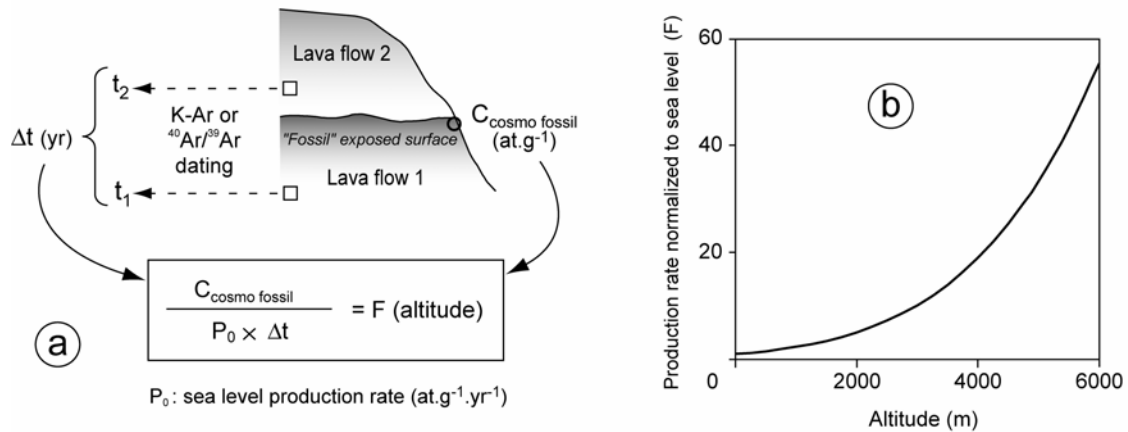 Lava flow 2
t₂
K-Ar or
⁴⁰Ar/³⁹Ar
dating
Δt (yr)
t₁
"Fossil" exposed surface
Lava flow 1
C cosmo fossil
(at.g⁻¹)
C cosmo fossil
P₀ × Δt
= F (altitude)
a
P₀ : sea level production rate (at.g⁻¹.yr⁻¹)
Production rate normalized to sea level (F)
60
40
20
0
b
2000
4000
6000
Altitude (m)